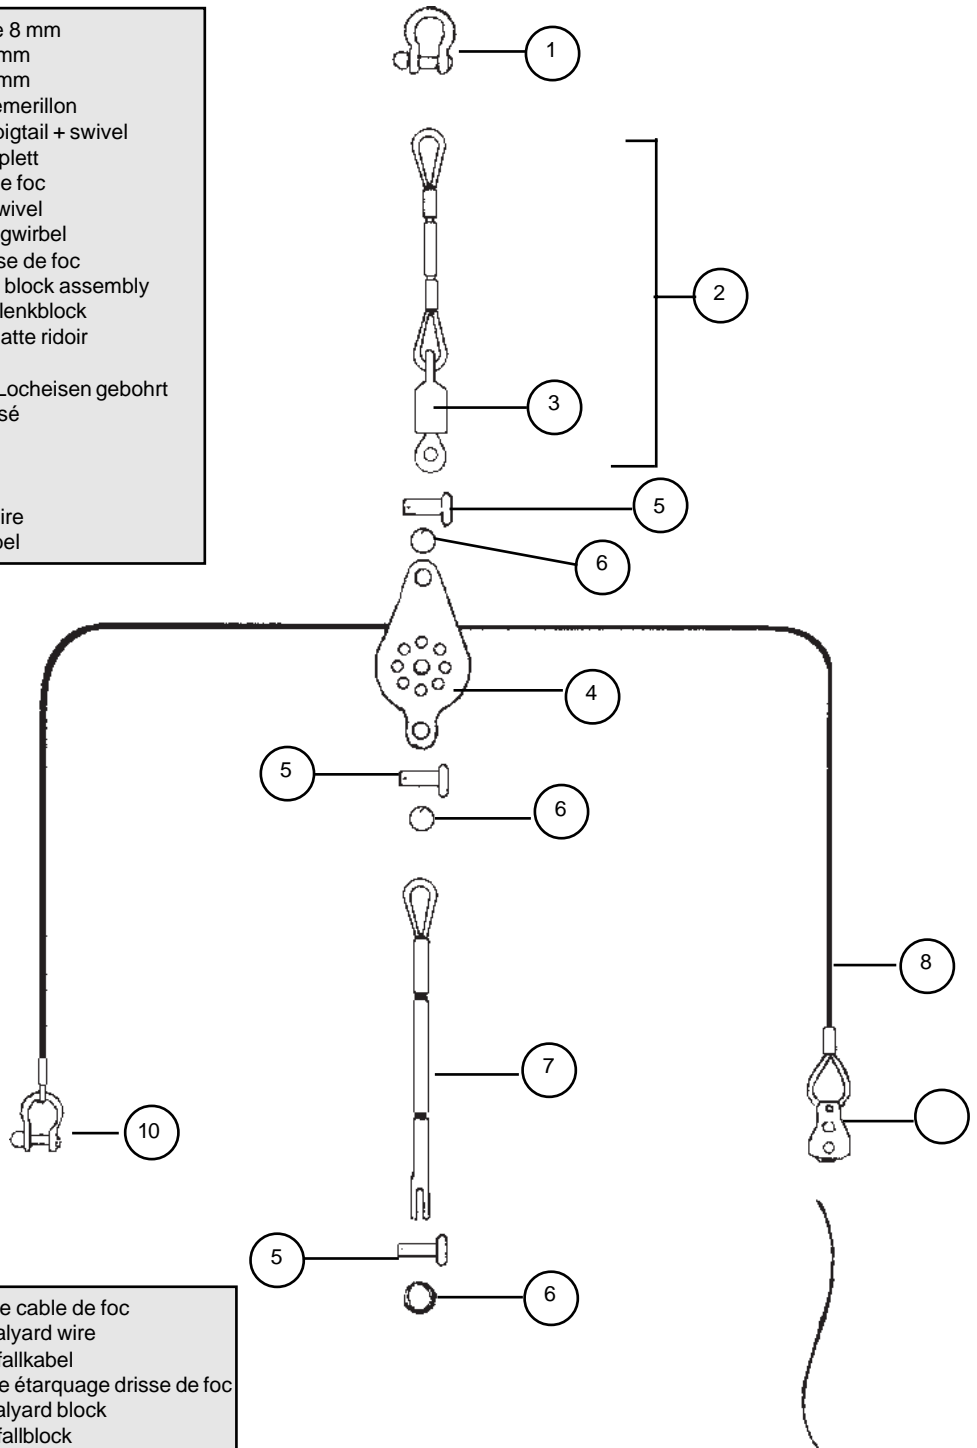 8 mm
mm
mm
émerillon
pigtail + swivel
plett
e foc
wivel
gwirbel
se de foc
block assembly
lenkblock
atte ridoir
Locheisen gebohrt
sé
ire
bel
1
2
3
5
6
4
5
6
8
7
10
5
6
e cable de foc
alyard wire
fallkabel
e étarquage drisse de foc
alyard block
fallblock